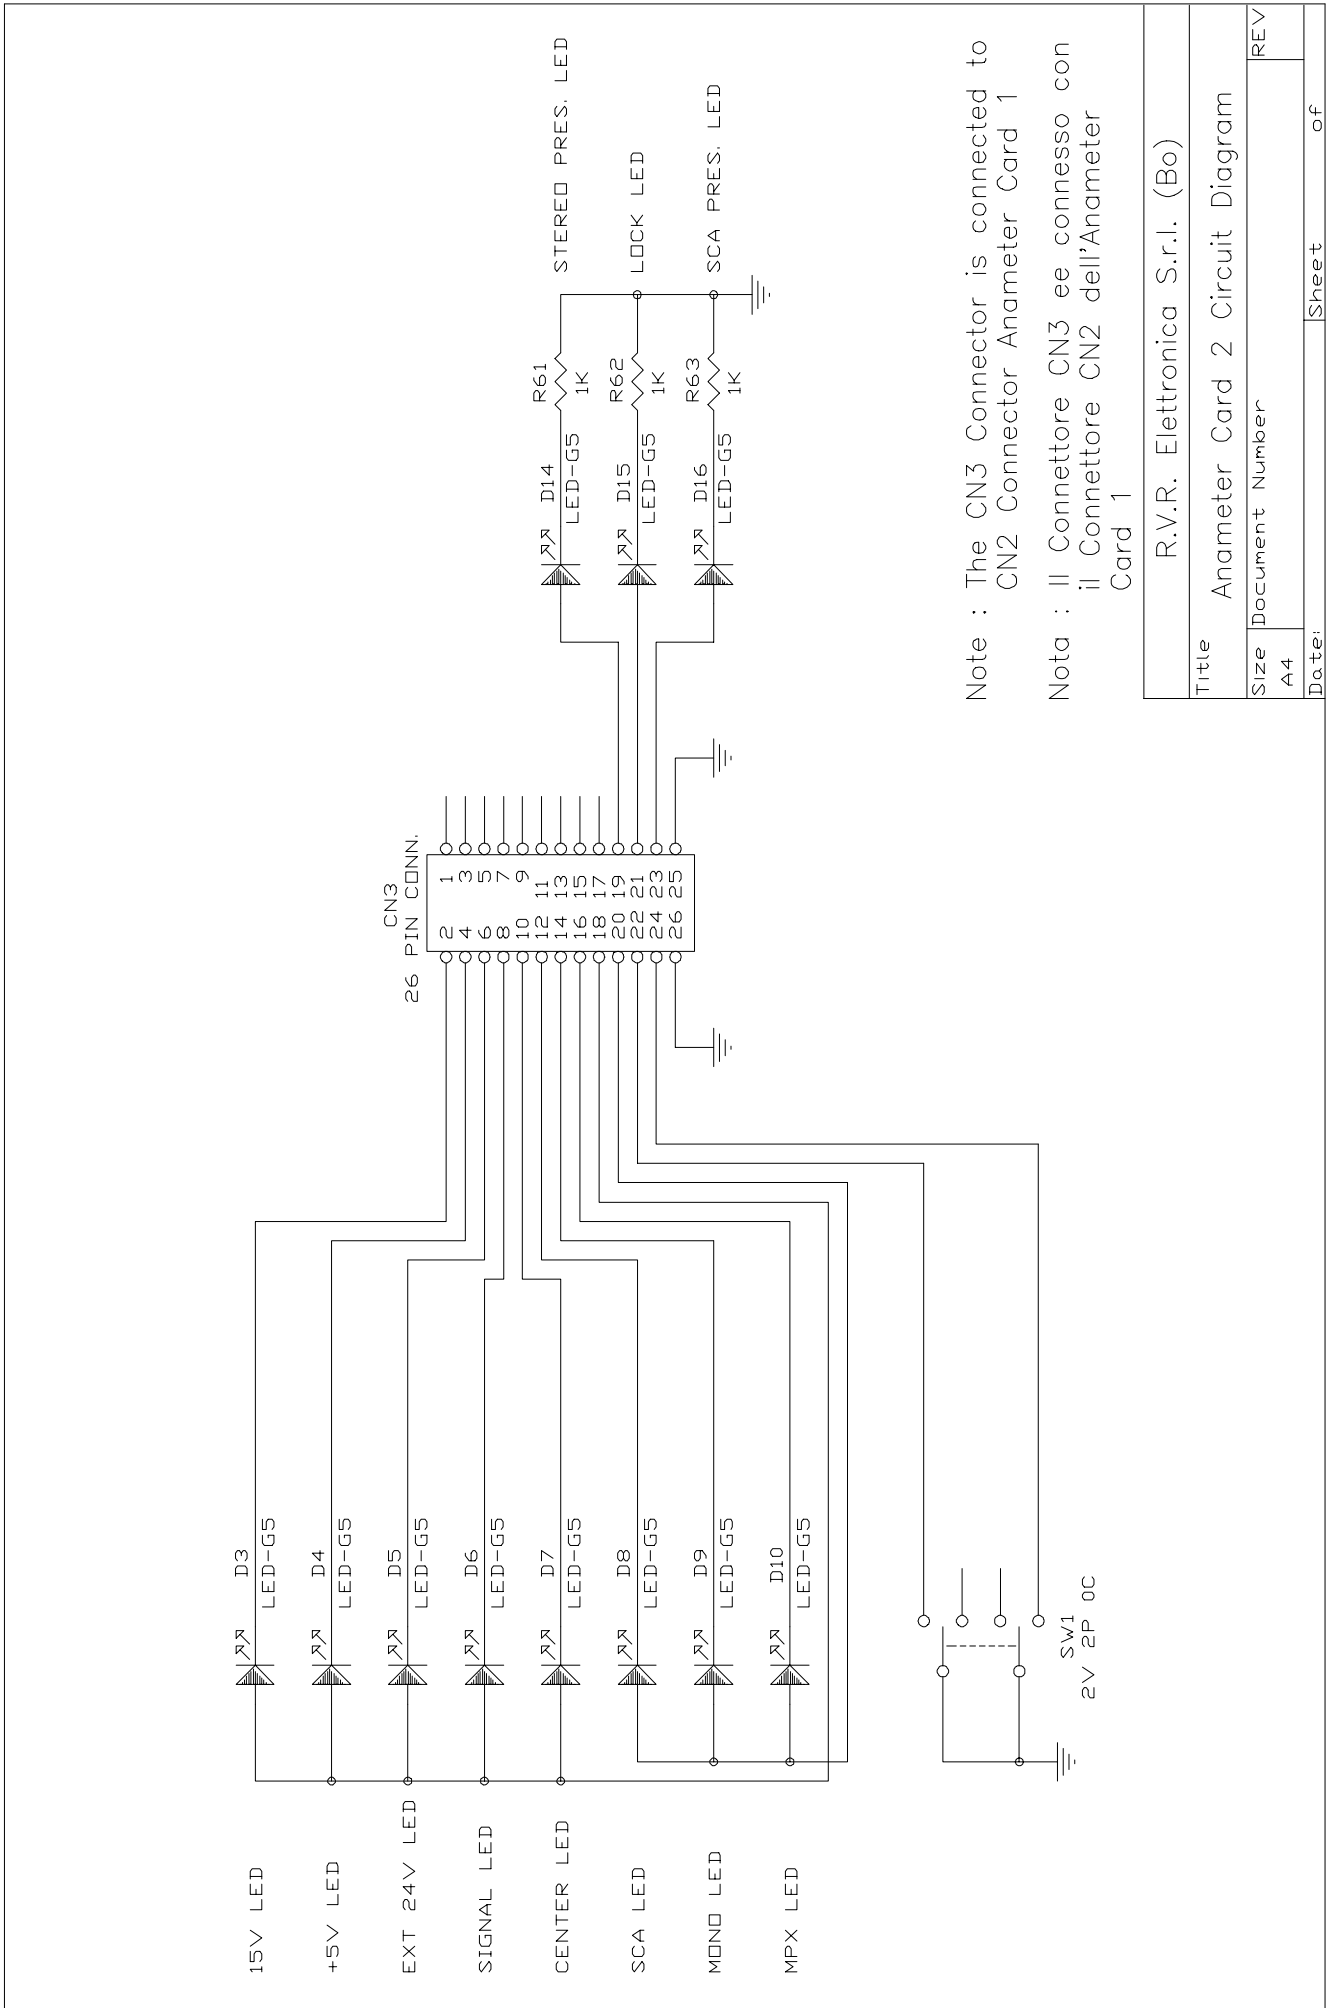 15V LED
+5V LED
EXT 24V LED
SIGNAL LED
CENTER LED
SCA LED
MONO LED
MPX LED
D3
LED-G5
D4
LED-G5
D5
LED-G5
D6
LED-G5
D7
LED-G5
D8
LED-G5
D9
LED-G5
D10
LED-G5
SW1
2V 2P 0C
CN3
26 PIN CONN.
2 1
4 3
6 5
8 7
10 9
12 11
14 13
16 15
18 17
20 19
22 21
24 23
26 25
D14
LED-G5
D15
LED-G5
D16
LED-G5
R61
1K
R62
1K
R63
1K
STEREO PRES. LED
LOCK LED
SCA PRES. LED
Note : The CN3 Connector is connected to
CN2 Connector Anameter Card 1
Nota : Il Connettore CN3 ee connesso con
il Connettore CN2 dell'Anameter
Card 1
R.V.R. Elettronica S.r.l. (Bo)
Title
Anameter Card 2 Circuit Diagram
Size Document Number REV
A4
Date: Sheet of